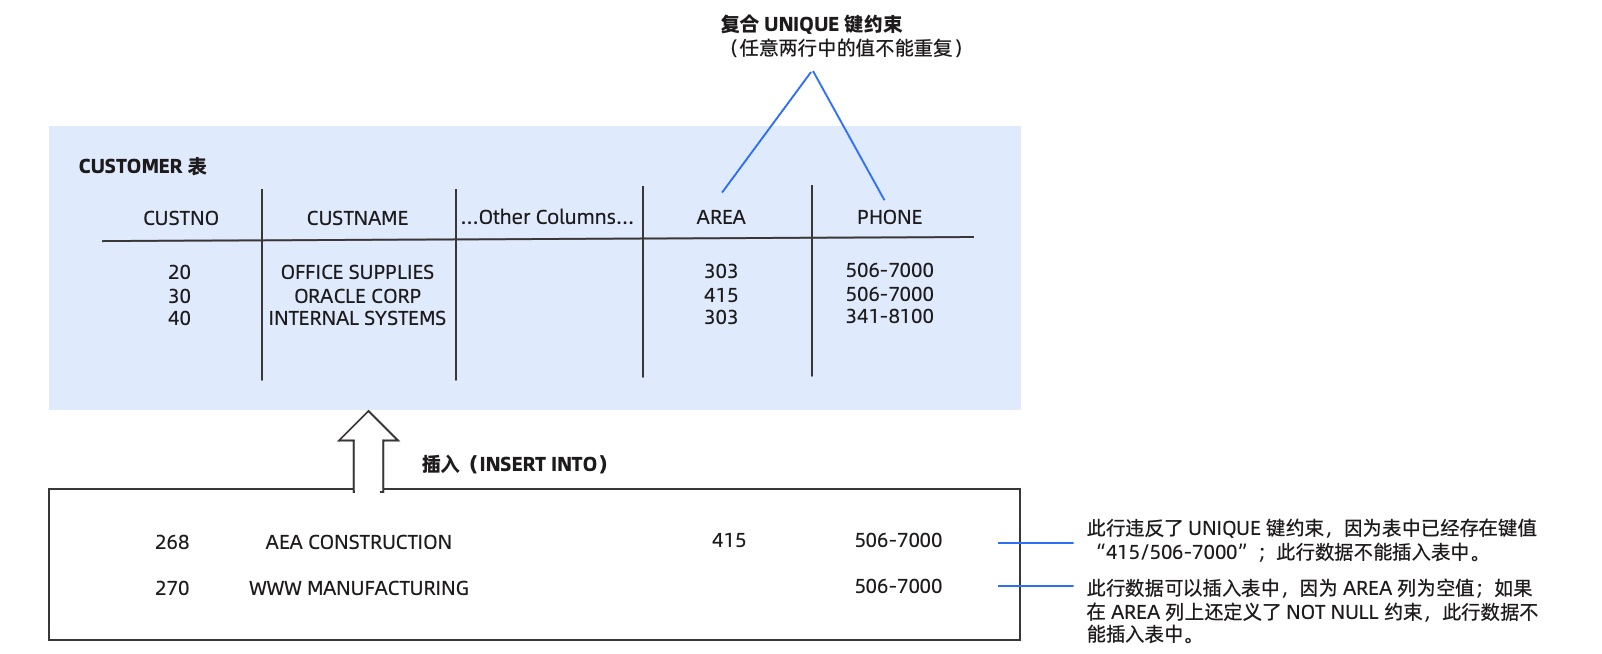 复合 UNIQUE 键约束
（任意两行中的值不能重复）
CUSTOMER 表
CUSTNO CUSTNAME ...Other Columns... AREA PHONE
20 OFFICE SUPPLIES 303 506-7000
30 ORACLE CORP 415 506-7000
40 INTERNAL SYSTEMS 303 341-8100
插入（INSERT INTO）
268 AEA CONSTRUCTION 415 506-7000
270 WWW MANUFACTURING 506-7000
此行违反了 UNIQUE 键约束，因为表中已经存在键值
“415/506-7000”；此行数据不能插入表中。
此行数据可以插入表中，因为 AREA 列为空值；如果
在 AREA 列上还定义了 NOT NULL 约束，此行数据不
能插入表中。